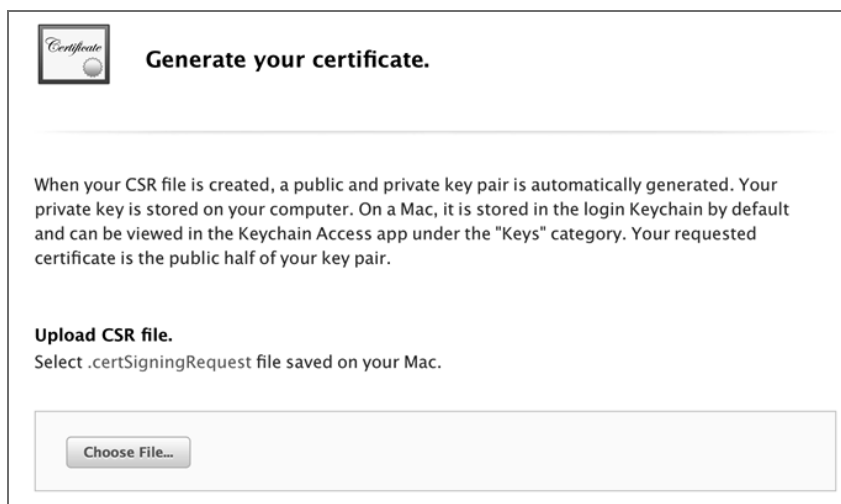 Certificate
Generate your certificate.
When your CSR file is created, a public and private key pair is automatically generated. Your
private key is stored on your computer. On a Mac, it is stored in the login Keychain by default
and can be viewed in the Keychain Access app under the "Keys" category. Your requested
certificate is the public half of your key pair.
Upload CSR file.
Select .certSigningRequest file saved on your Mac.
Choose File...